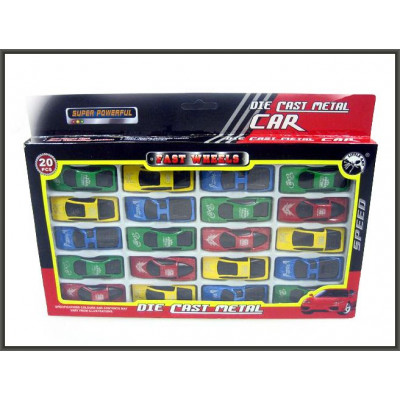 SUPER POWERFUL
DIE CAST METAL
CAR
DIE CAST METAL CAR
FAST WHEELS
20
PCS
SPEED
DIE CAST METAL